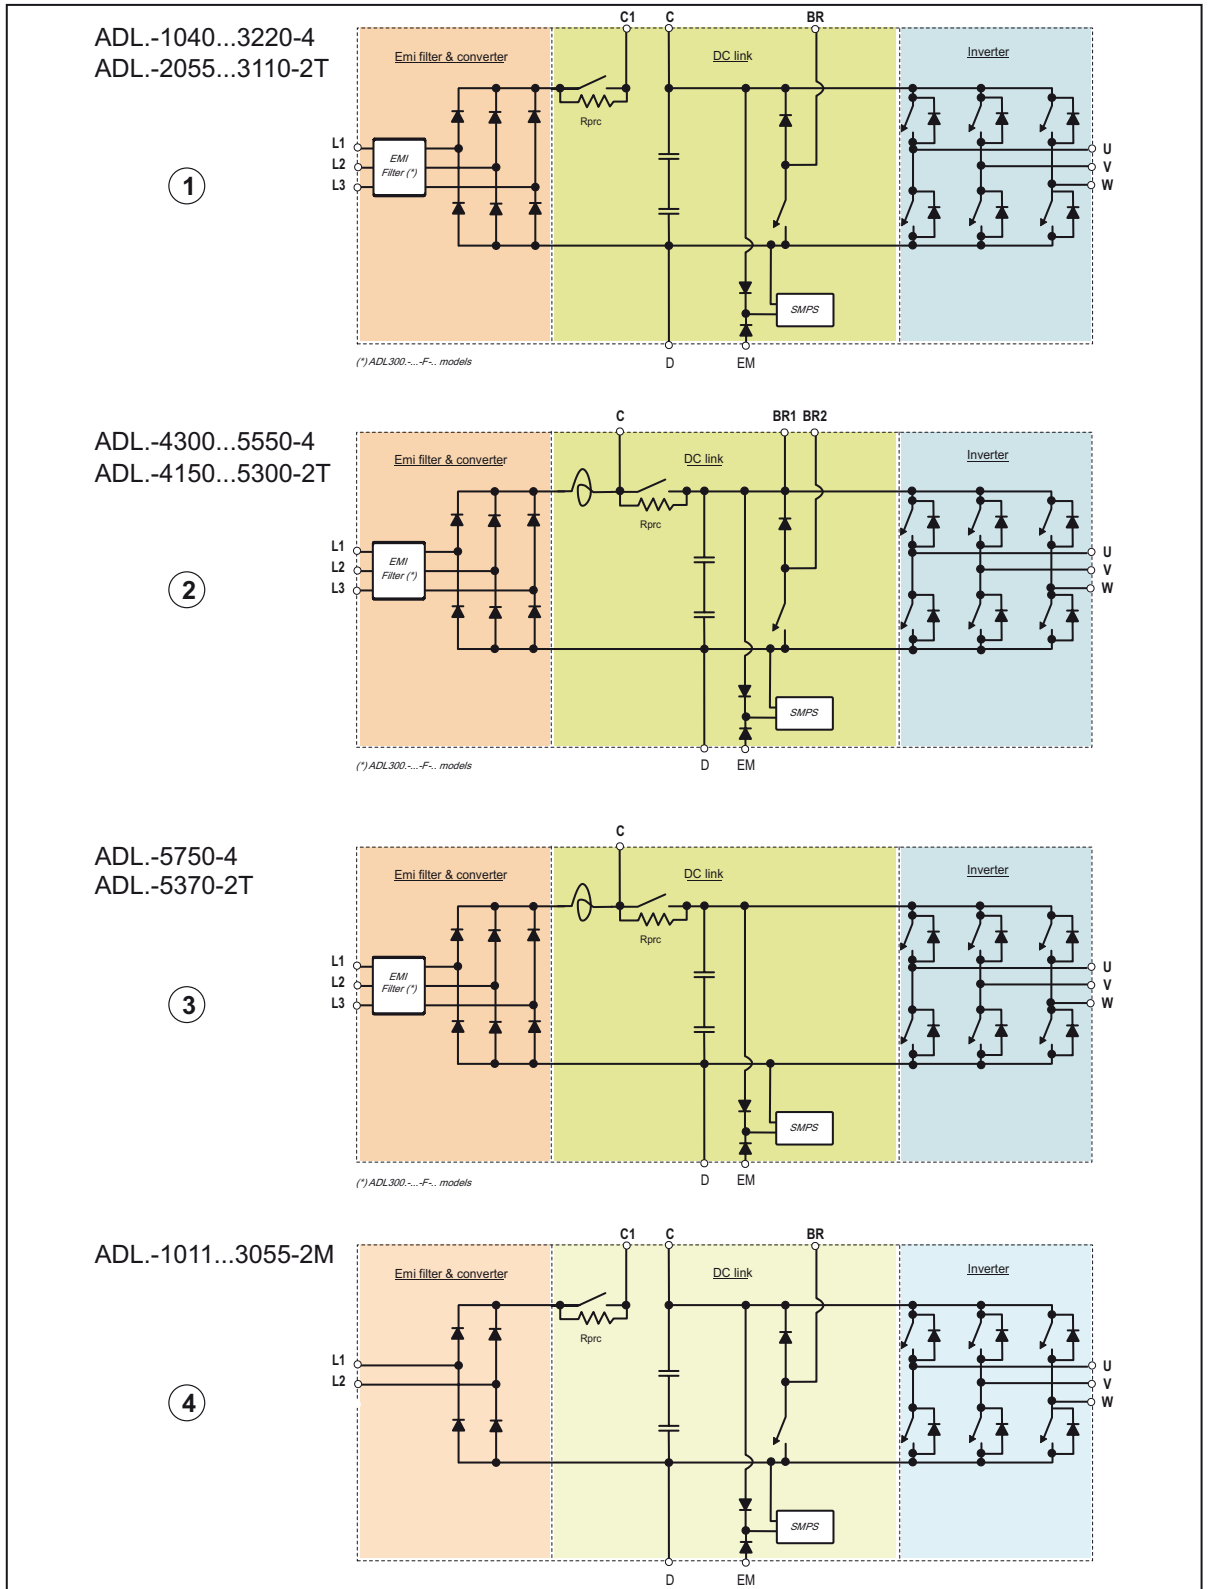 ADL.-1040...3220-4
ADL.-2055...3110-2T
1
C1 C BR
Emi filter & converter DC link Inverter
Rprc
L1
L2
L3
EMI
Filter (*)
U
V
W
SMPS
(*) ADL300.-...-F-.. models
D EM
ADL.-4300...5550-4
ADL.-4150...5300-2T
2
C BR1 BR2
Emi filter & converter DC link Inverter
Rprc
L1
L2
L3
EMI
Filter (*)
U
V
W
SMPS
(*) ADL300.-...-F-.. models
D EM
ADL.-5750-4
ADL.-5370-2T
3
C
Emi filter & converter DC link Inverter
Rprc
L1
L2
L3
EMI
Filter (*)
U
V
W
SMPS
(*) ADL300.-...-F-.. models
D EM
ADL.-1011...3055-2M
4
C1 C BR
Emi filter & converter DC link Inverter
Rprc
L1
L2
U
V
W
SMPS
D EM